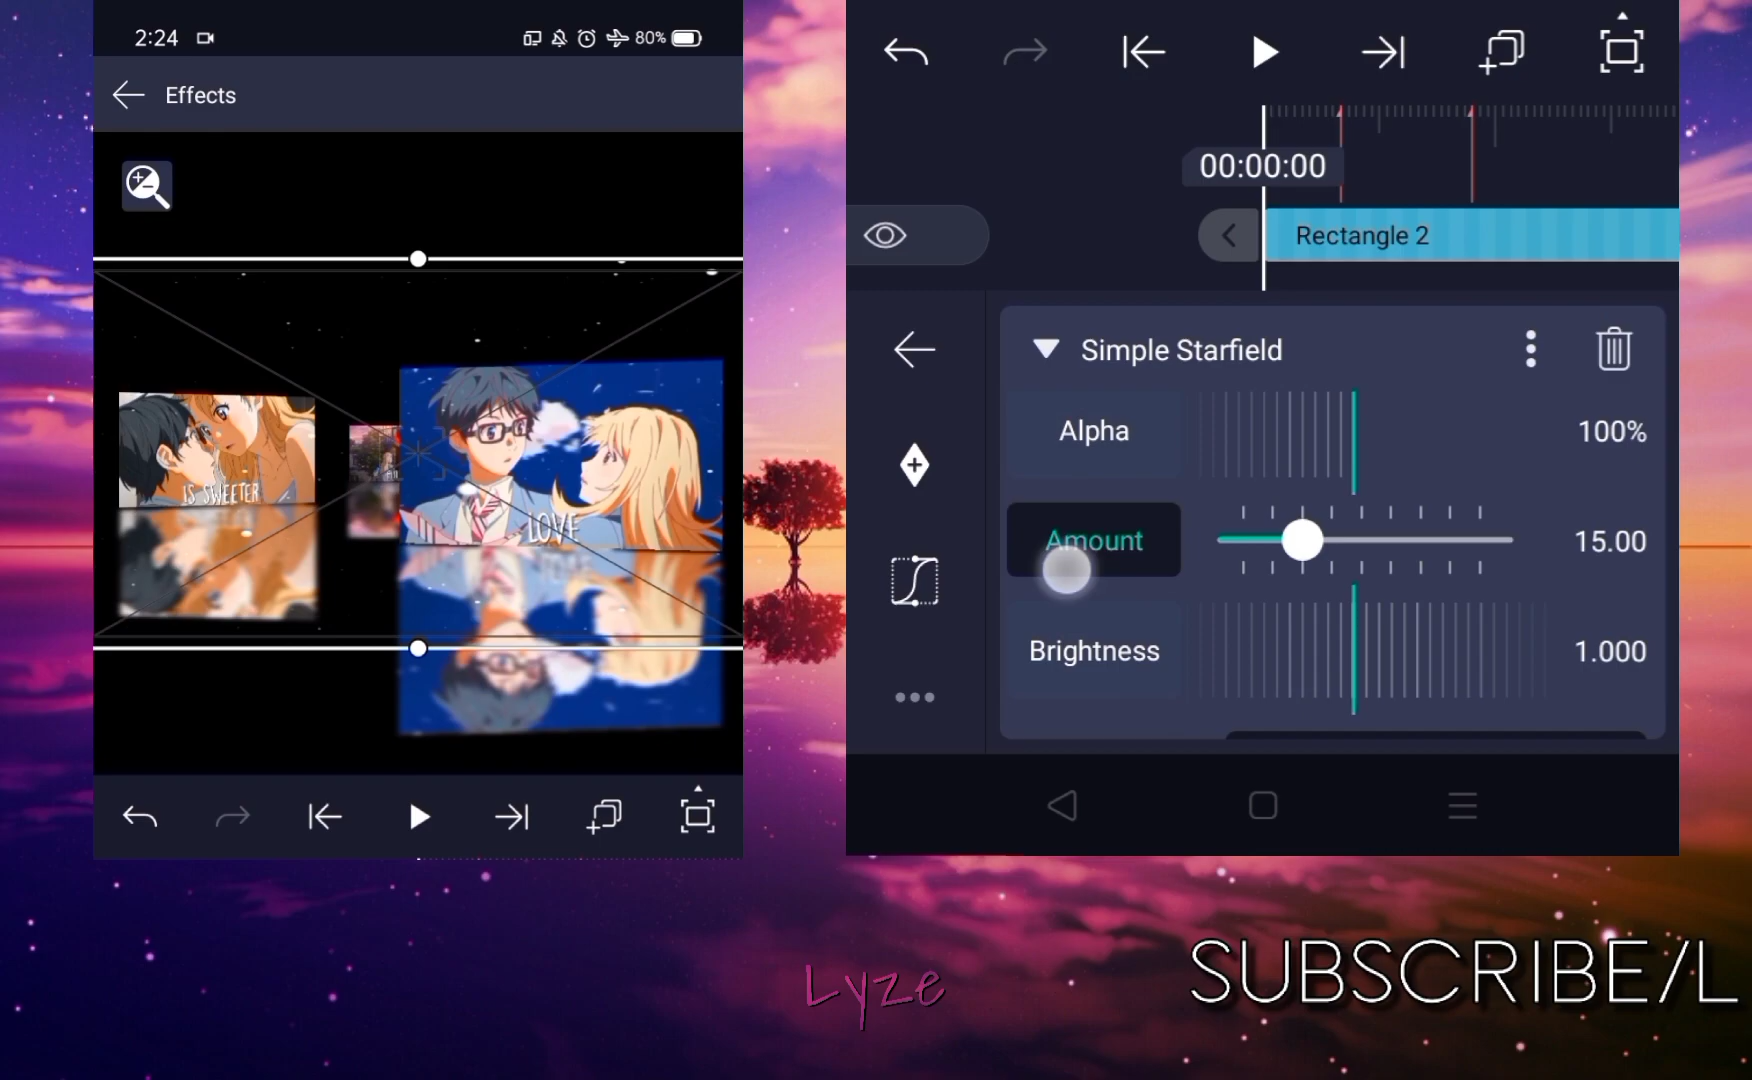 2:24
80%
Effects
IS SWEETER
LOVE
00:00:00
Rectangle 2
Simple Starfield
Alpha
100%
Amount
15.00
Brightness
1.000
Lyze
SUBSCRIBE/L